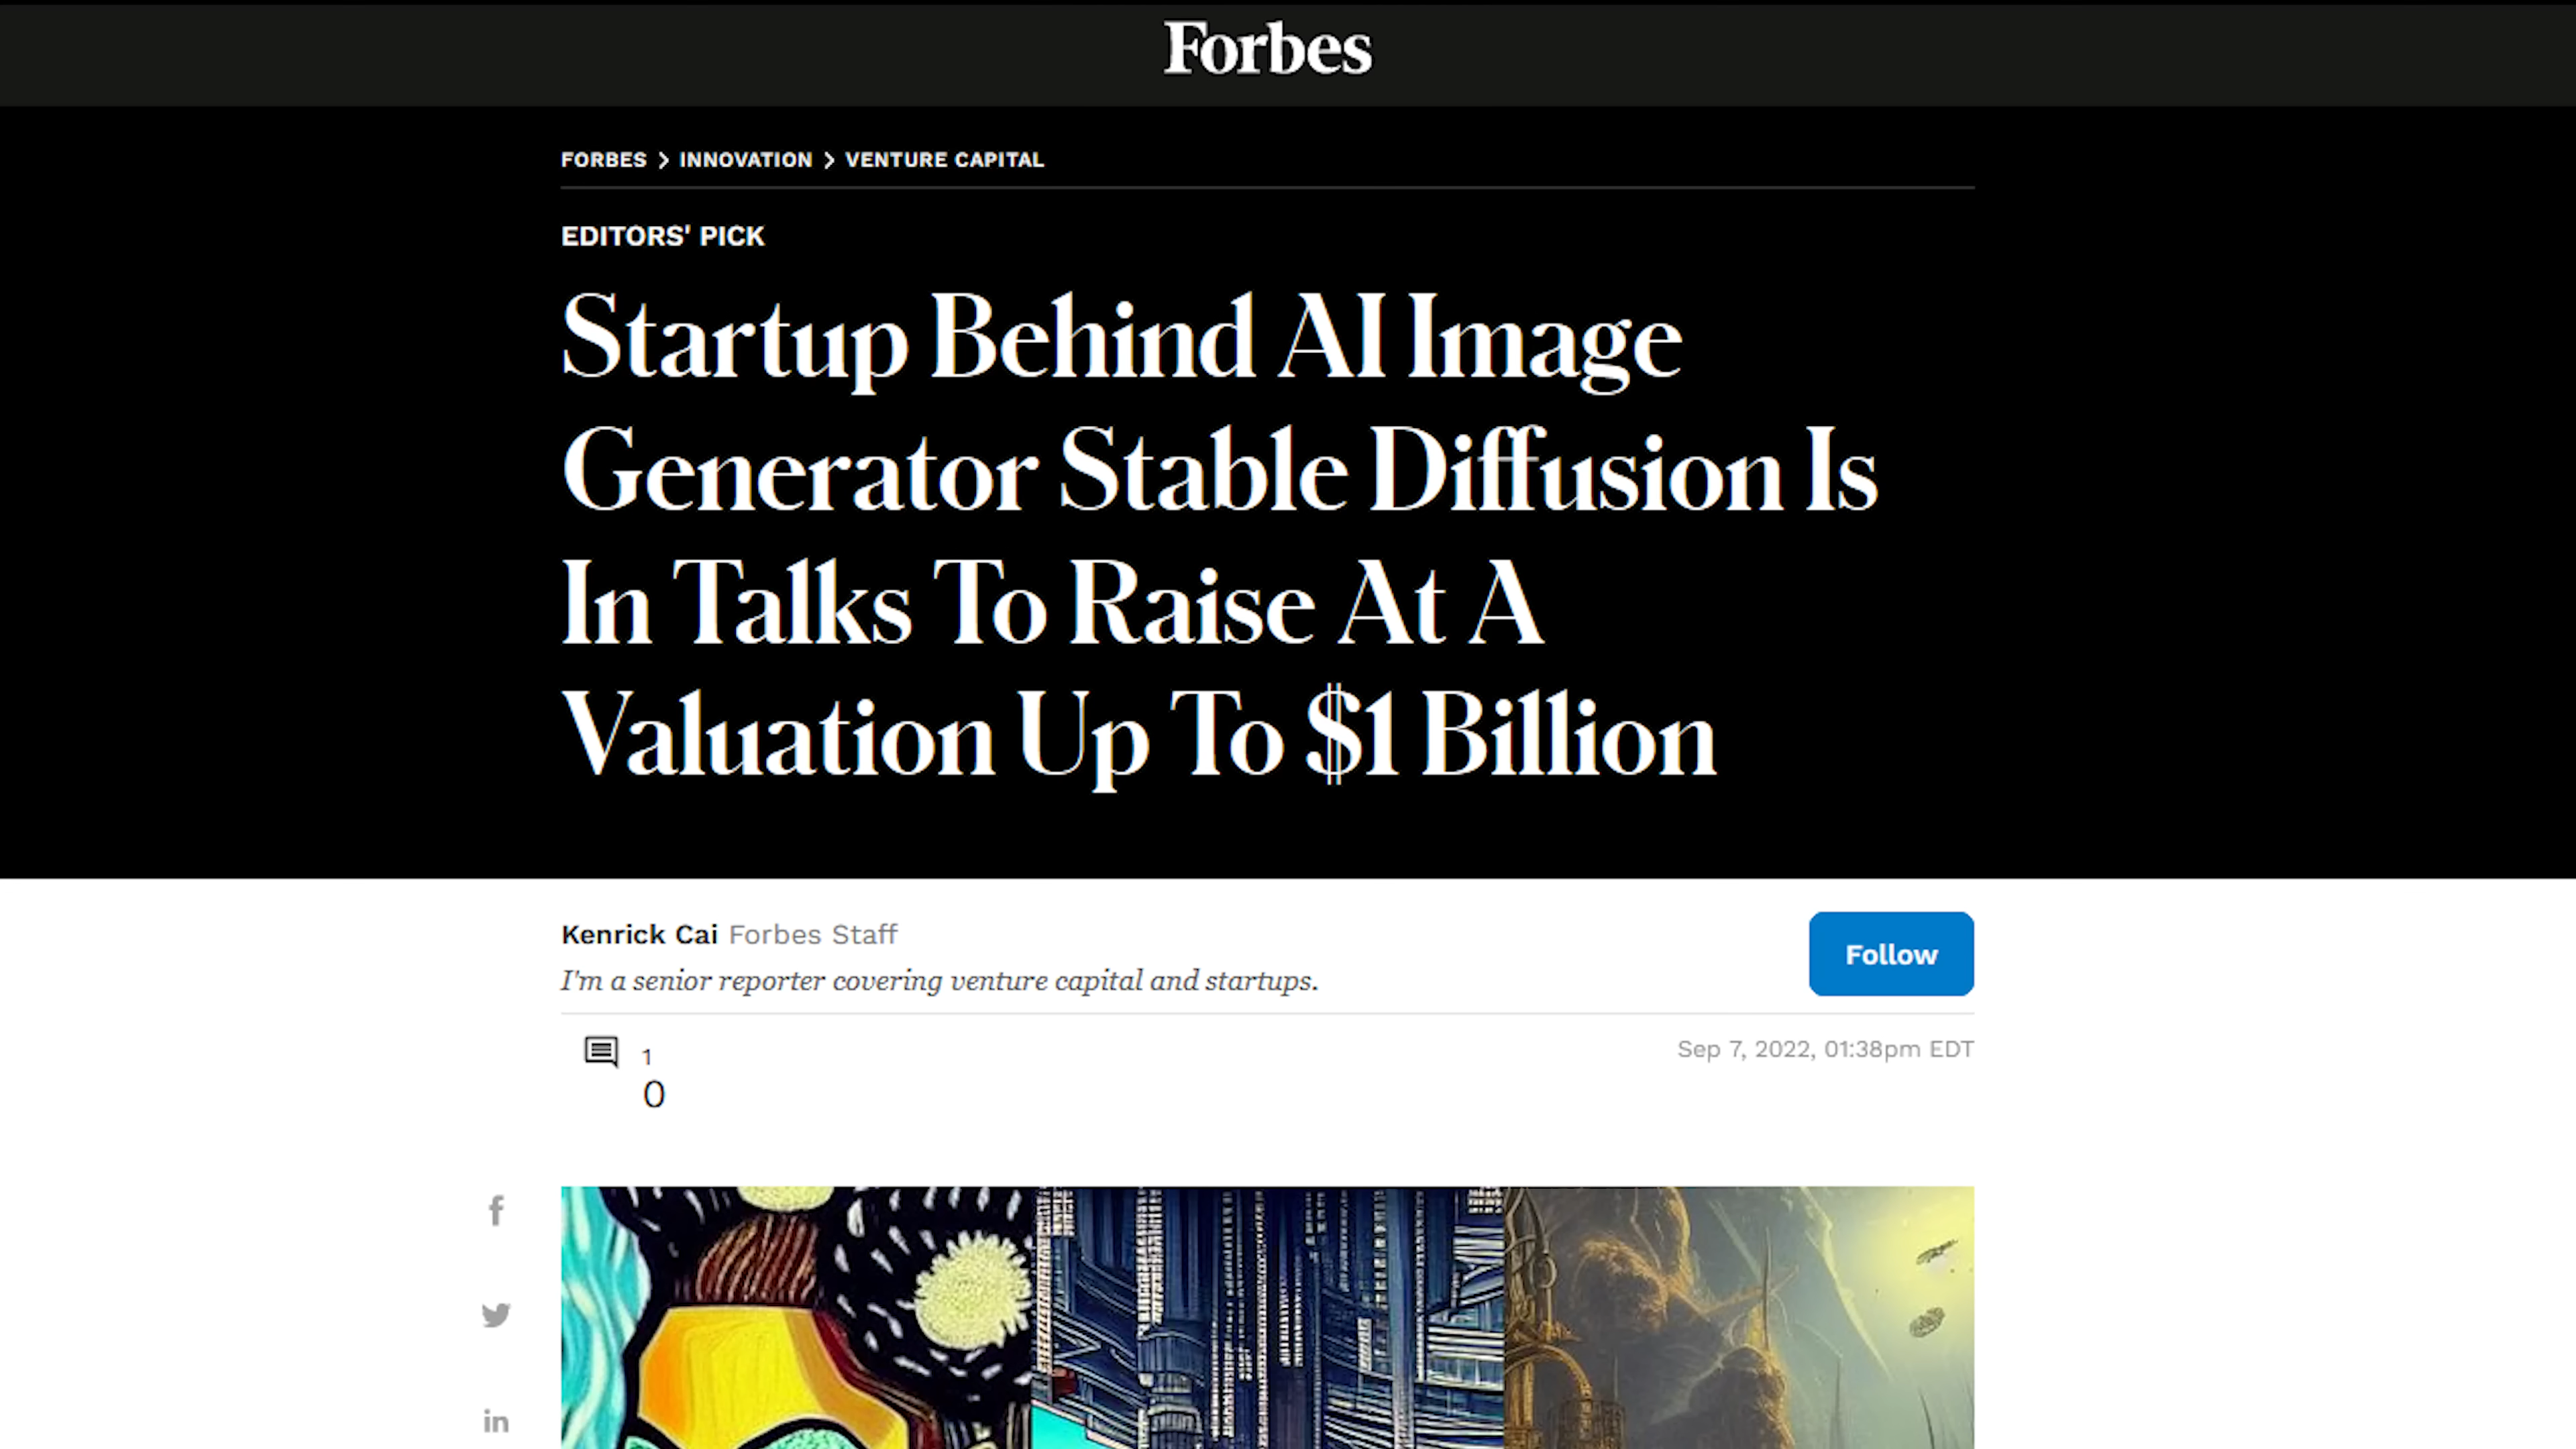 Forbes
FORBES > INNOVATION > VENTURE CAPITAL
EDITORS' PICK
Startup Behind AI Image
Generator Stable Diffusion Is
In Talks To Raise At A
Valuation Up To $1 Billion
Kenrick Cai Forbes Staff
Follow
I'm a senior reporter covering venture capital and startups.
1
Sep 7, 2022, 01:38pm EDT
0
f
in